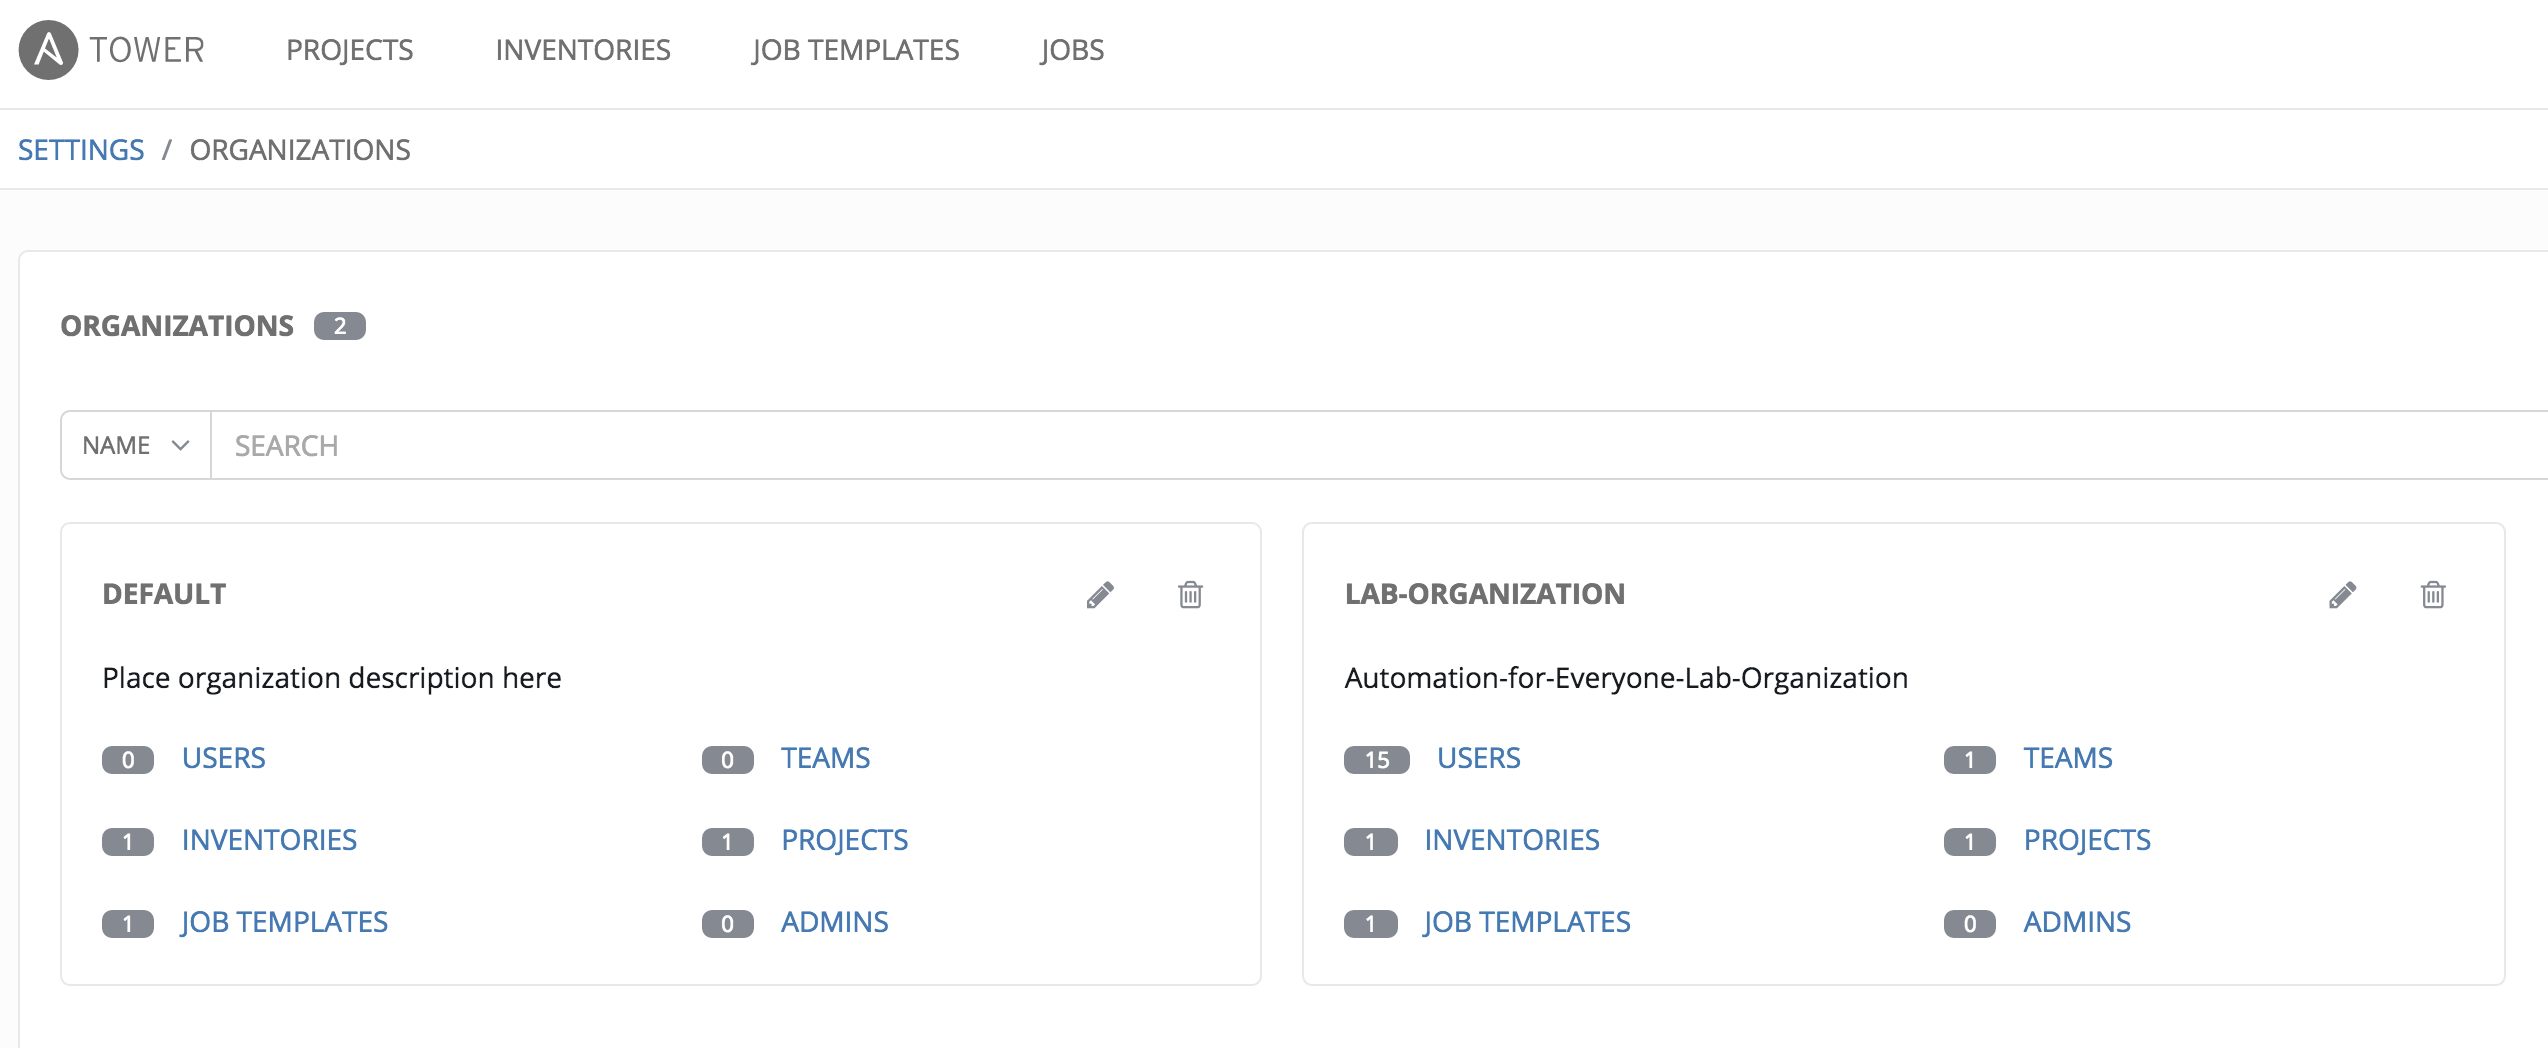 TOWER PROJECTS INVENTORIES JOB TEMPLATES JOBS
SETTINGS / ORGANIZATIONS
ORGANIZATIONS 2
NAME SEARCH
DEFAULT
Place organization description here
0 USERS 0 TEAMS
1 INVENTORIES 1 PROJECTS
1 JOB TEMPLATES 0 ADMINS
LAB-ORGANIZATION
Automation-for-Everyone-Lab-Organization
15 USERS 1 TEAMS
1 INVENTORIES 1 PROJECTS
1 JOB TEMPLATES 0 ADMINS